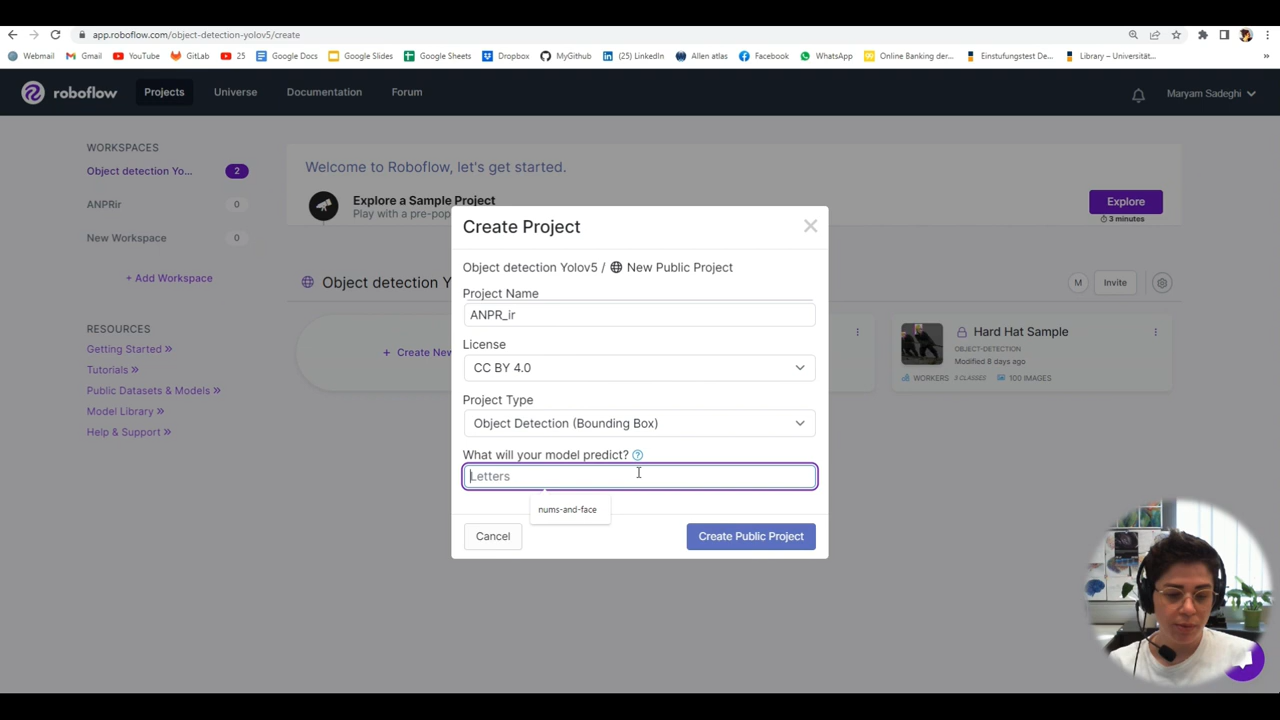 app.roboflow.com/object-detection-yolov5/create
Webmail Gmail YouTube GitLab 25 Google Docs Google Slides Google Sheets Dropbox MyGithub (25) LinkedIn Allen atlas Facebook WhatsApp Online Banking der... Einstufungstest De... Library – Universität... »
roboflow Projects Universe Documentation Forum Maryam Sadeghi
WORKSPACES
Object detection Yo... 2
ANPRir 0
New Workspace 0
+ Add Workspace
RESOURCES
Getting Started »
Tutorials »
Public Datasets & Models »
Model Library »
Help & Support »
Welcome to Roboflow, let's get started.
Explore a Sample Project
Play with a pre-pop
Explore
3 minutes
Object detection Y
M Invite
+ Create New
Hard Hat Sample
OBJECT-DETECTION
Modified 8 days ago
WORKERS 3 CLASSES 100 IMAGES
Create Project
Object detection Yolov5 / New Public Project
Project Name
ANPR_ir
License
CC BY 4.0
Project Type
Object Detection (Bounding Box)
What will your model predict? ?
Letters
nums-and-face
Cancel Create Public Project